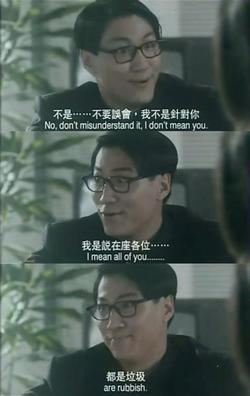 不是⋯⋯不要誤會，我不是針對你
No, don't misunderstand it, I don't mean you.
我是説在座各位⋯⋯
I mean all of you........
都是垃圾
are rubbish.